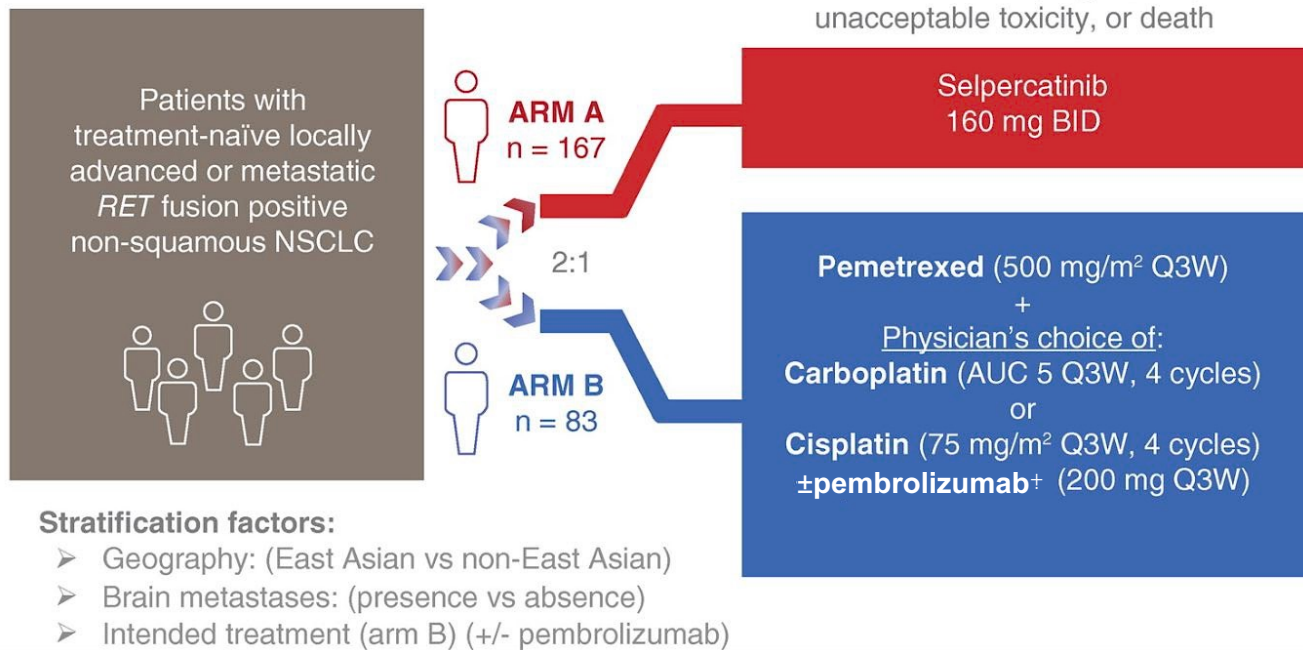 unacceptable toxicity, or death
Patients with
treatment-naïve locally
advanced or metastatic
RET fusion positive
non-squamous NSCLC
ARM A
n = 167
2:1
ARM B
n = 83
Selpercatinib
160 mg BID
Pemetrexed (500 mg/m² Q3W)
+
Physician's choice of:
Carboplatin (AUC 5 Q3W, 4 cycles)
or
Cisplatin (75 mg/m² Q3W, 4 cycles)
±pembrolizumab† (200 mg Q3W)
Stratification factors:
➢ Geography: (East Asian vs non-East Asian)
➢ Brain metastases: (presence vs absence)
➢ Intended treatment (arm B) (+/- pembrolizumab)